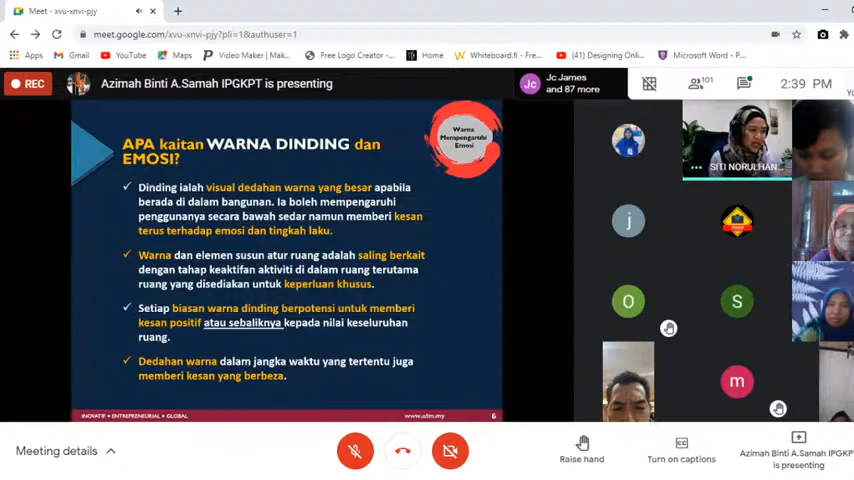 Meet - xvu-xnvi-pjy
meet.google.com/xvu-xnvi-pjy?pli=1&authuser=1
Apps
Gmail
YouTube
Maps
Video Maker | Mak...
Free Logo Creator -...
Home
Whiteboard.fi - Fre...
(41) Designing Onli...
Microsoft Word - P...
REC
Azimah Binti A.Samah IPGKPT is presenting
Jc
Jc James
and 87 more
101
2:39 PM
APA kaitan WARNA DINDING dan
EMOSI?
Warna
Mempengaruhi
Emosi
Dinding ialah visual dedahan warna yang besar apabila
berada di dalam bangunan. Ia boleh mempengaruhi
penggunanya secara bawah sedar namun memberi kesan
terus terhadap emosi dan tingkah laku.
Warna dan elemen susun atur ruang adalah saling berkait
dengan tahap keaktifan aktiviti di dalam ruang terutama
ruang yang disediakan untuk keperluan khusus.
Setiap biasan warna dinding berpotensi untuk memberi
kesan positif atau sebaliknya kepada nilai keseluruhan
ruang.
Dedahan warna dalam jangka waktu yang tertentu juga
memberi kesan yang berbeza.
INOVATIF • ENTREPRENEURIAL • GLOBAL
www.utm.my
6
SITI NORULHAN...
j
O
S
m
Meeting details
Raise hand
Turn on captions
Azimah Binti A.Samah IPGKP
is presenting